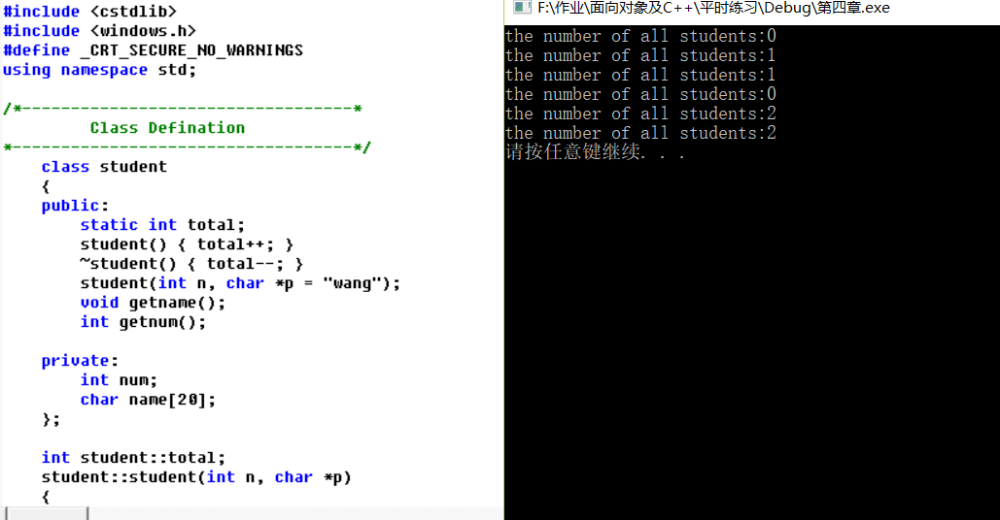 #include <cstdlib>
#include <windows.h>
#define _CRT_SECURE_NO_WARNINGS
using namespace std;
/*----------------------------------*
Class Defination
*-----------------------------------*/
class student
{
public:
static int total;
student() { total++; }
~student() { total--; }
student(int n, char *p = "wang");
void getname();
int getnum();
private:
int num;
char name[20];
};
int student::total;
student::student(int n, char *p)
{
F:\作业\面向对象及C++\平时练习\Debug\第四章.exe
the number of all students:0
the number of all students:1
the number of all students:1
the number of all students:0
the number of all students:2
the number of all students:2
请按任意键继续. . .